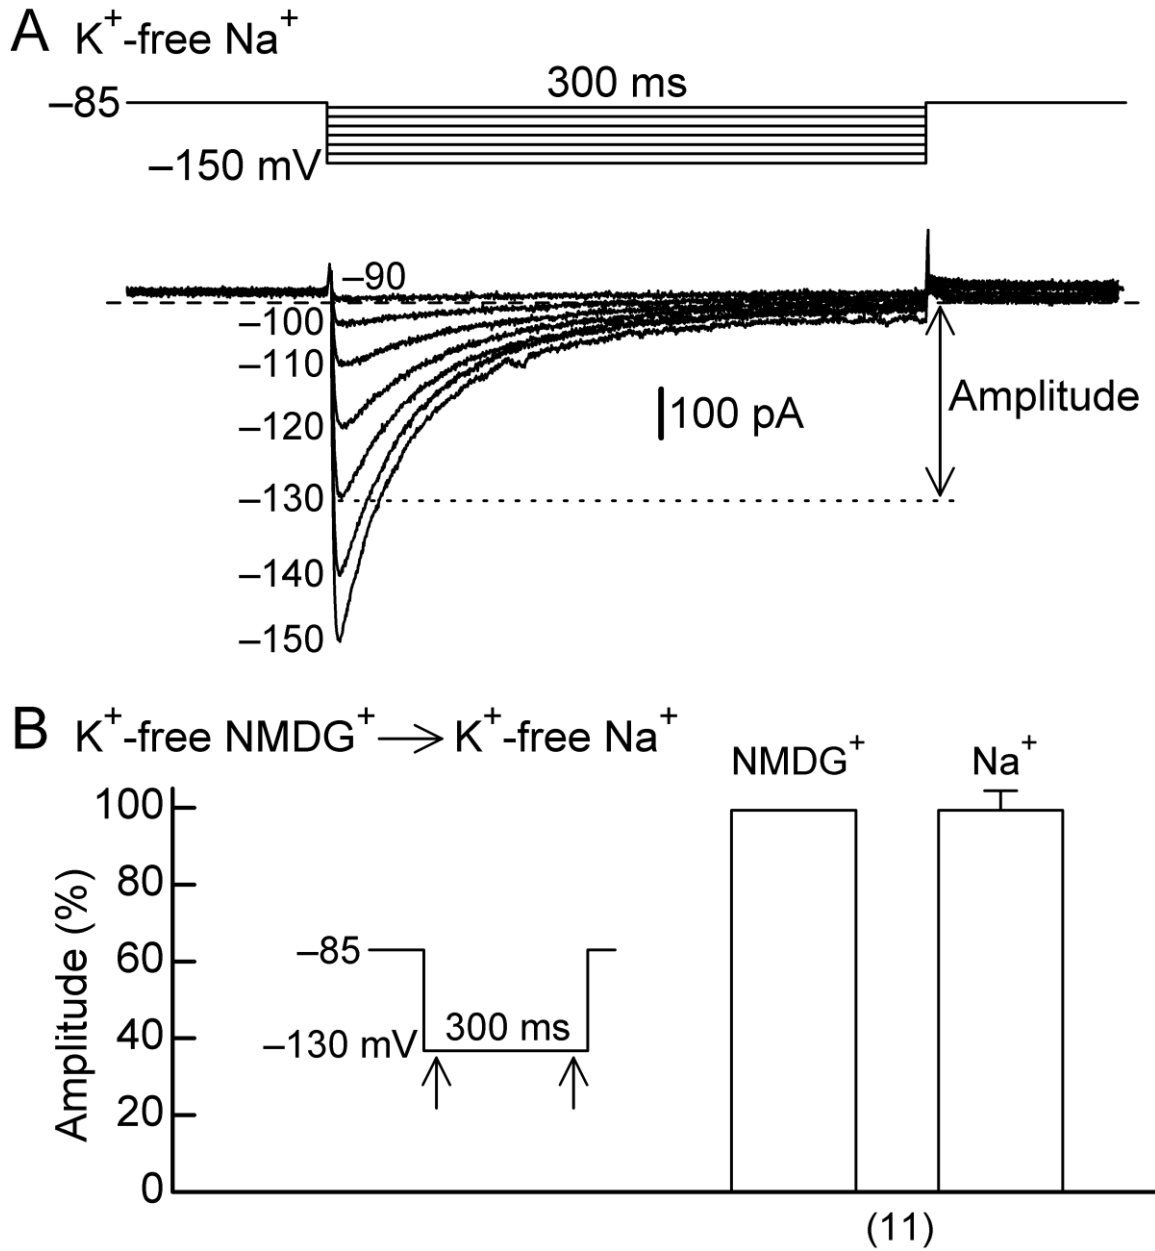 A K⁺-free Na⁺
300 ms
–85
–150 mV
–90
–100
–110
–120
–130
–140
–150
100 pA
Amplitude
B K⁺-free NMDG⁺ → K⁺-free Na⁺
NMDG⁺ Na⁺
Amplitude (%)
100
80
60
40
20
0
–85
300 ms
–130 mV
(11)